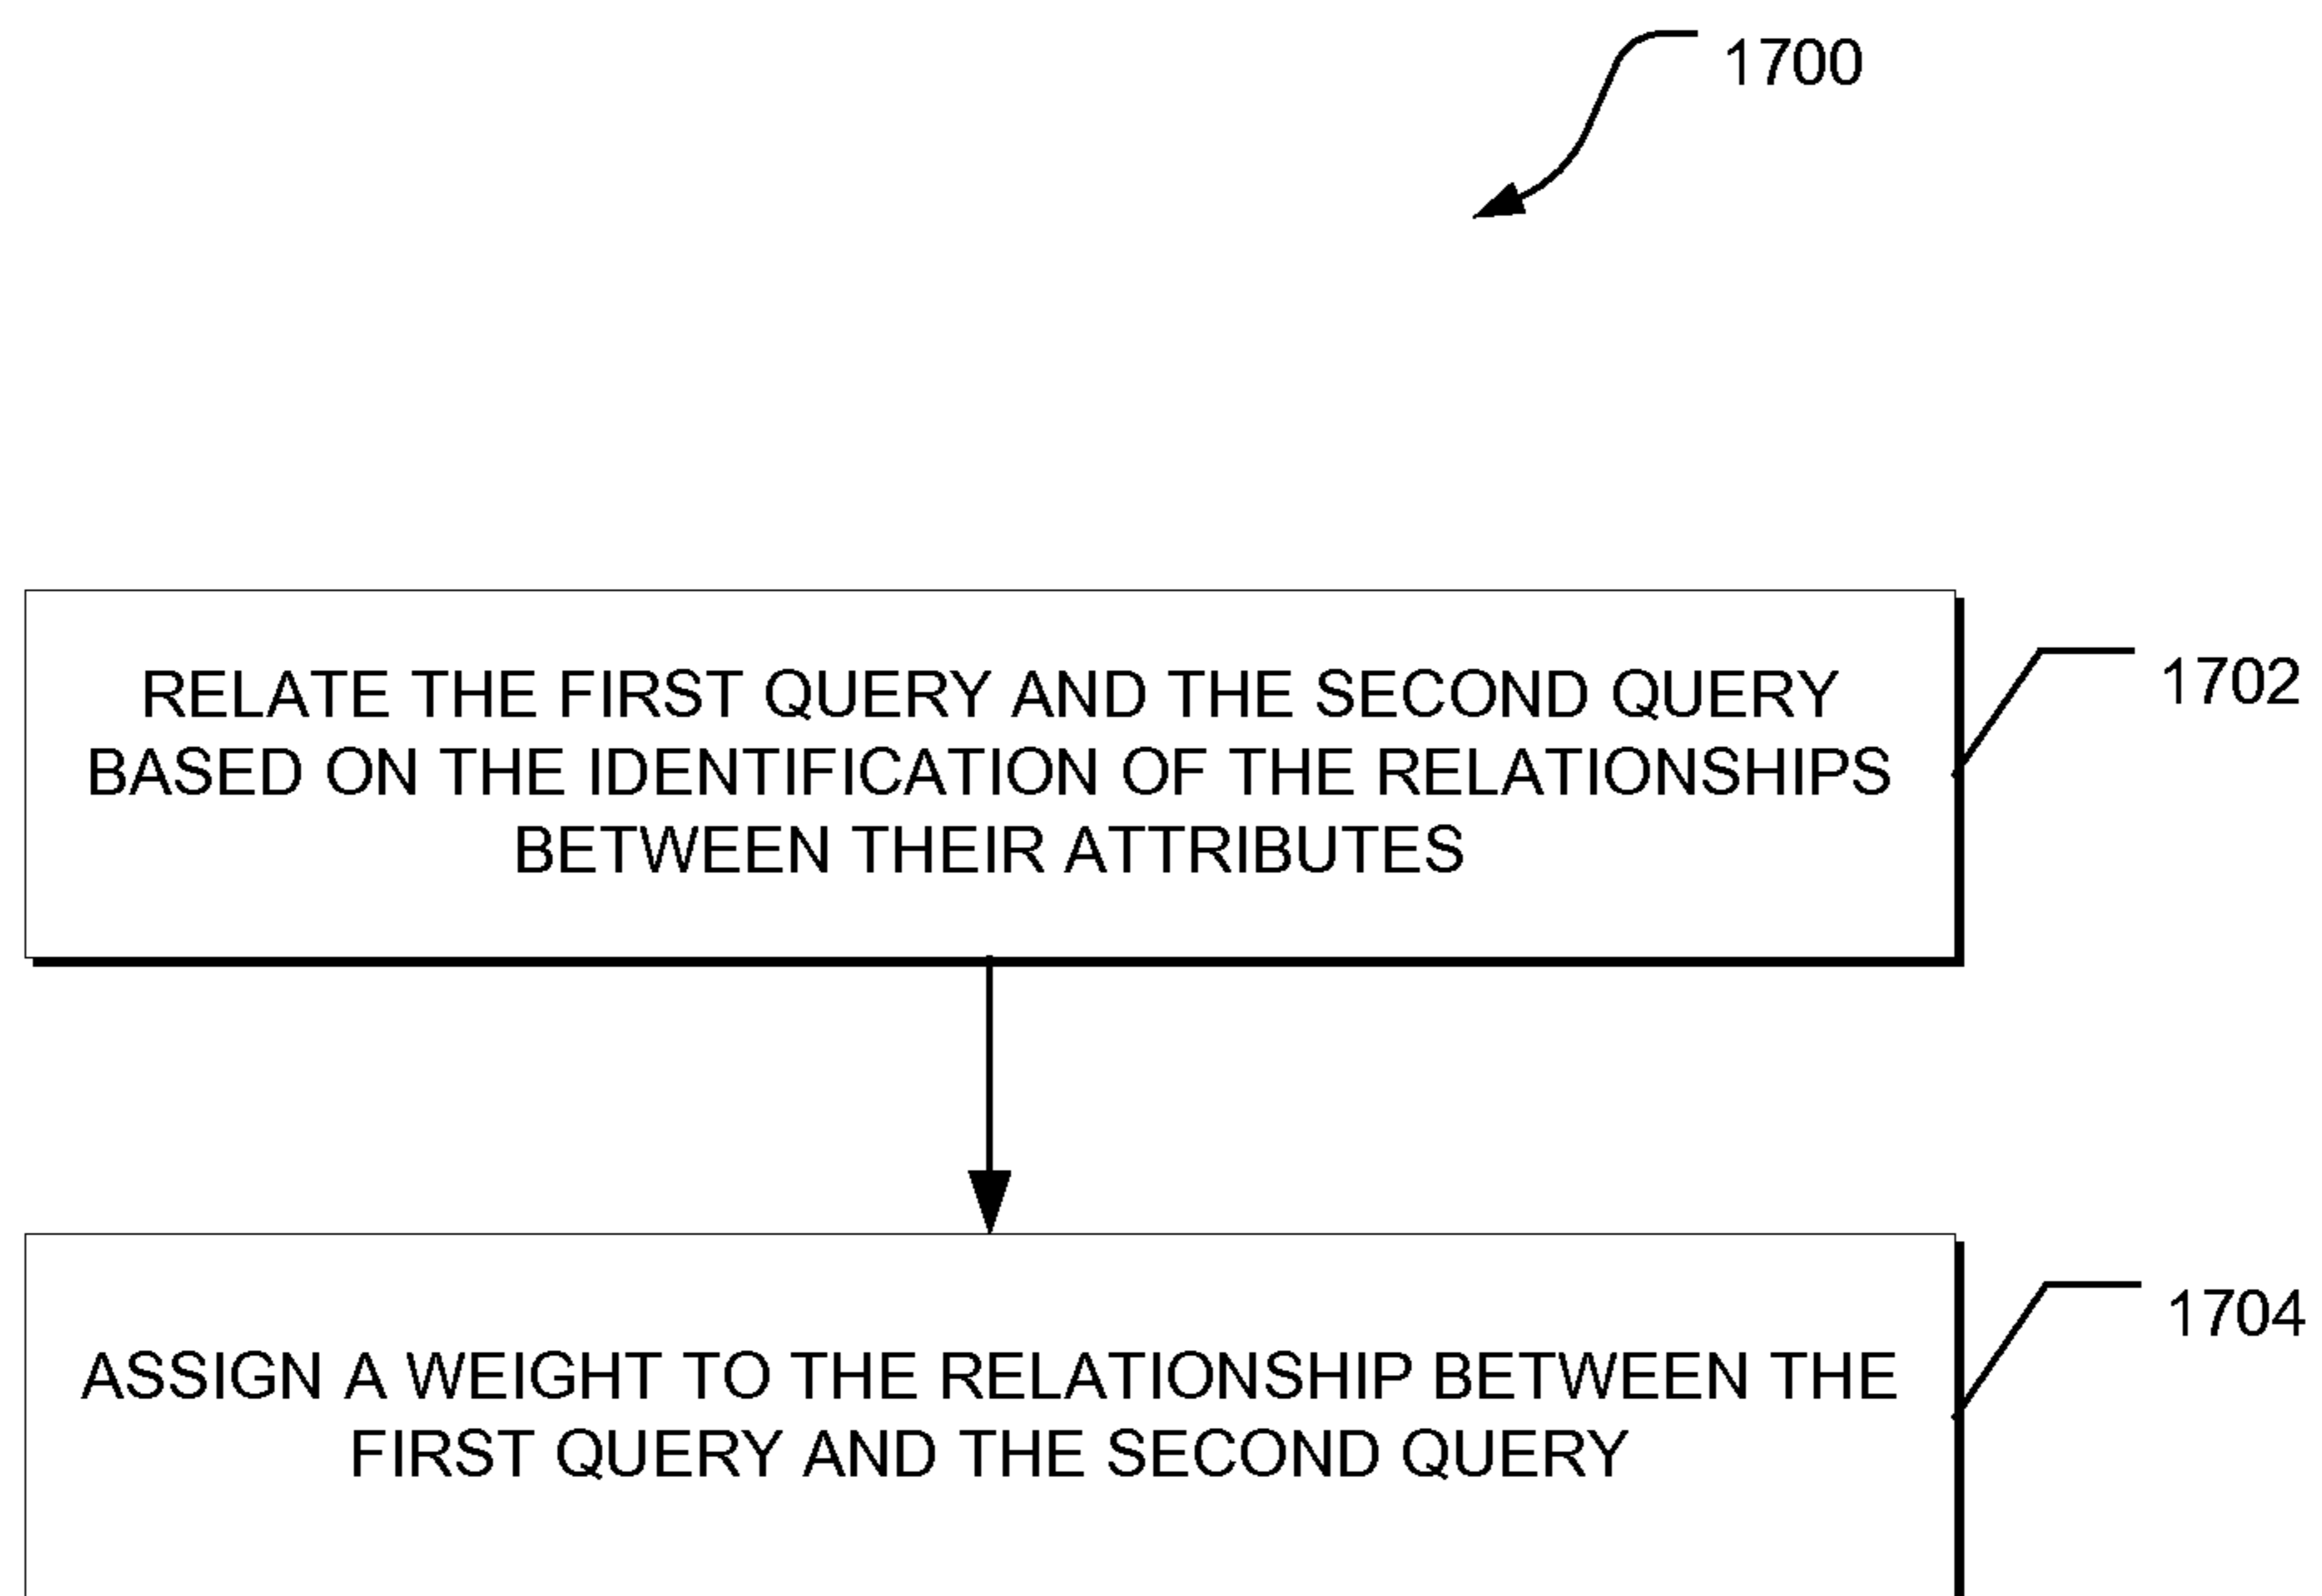 1700
RELATE THE FIRST QUERY AND THE SECOND QUERY
BASED ON THE IDENTIFICATION OF THE RELATIONSHIPS
BETWEEN THEIR ATTRIBUTES
1702
ASSIGN A WEIGHT TO THE RELATIONSHIP BETWEEN THE
FIRST QUERY AND THE SECOND QUERY
1704